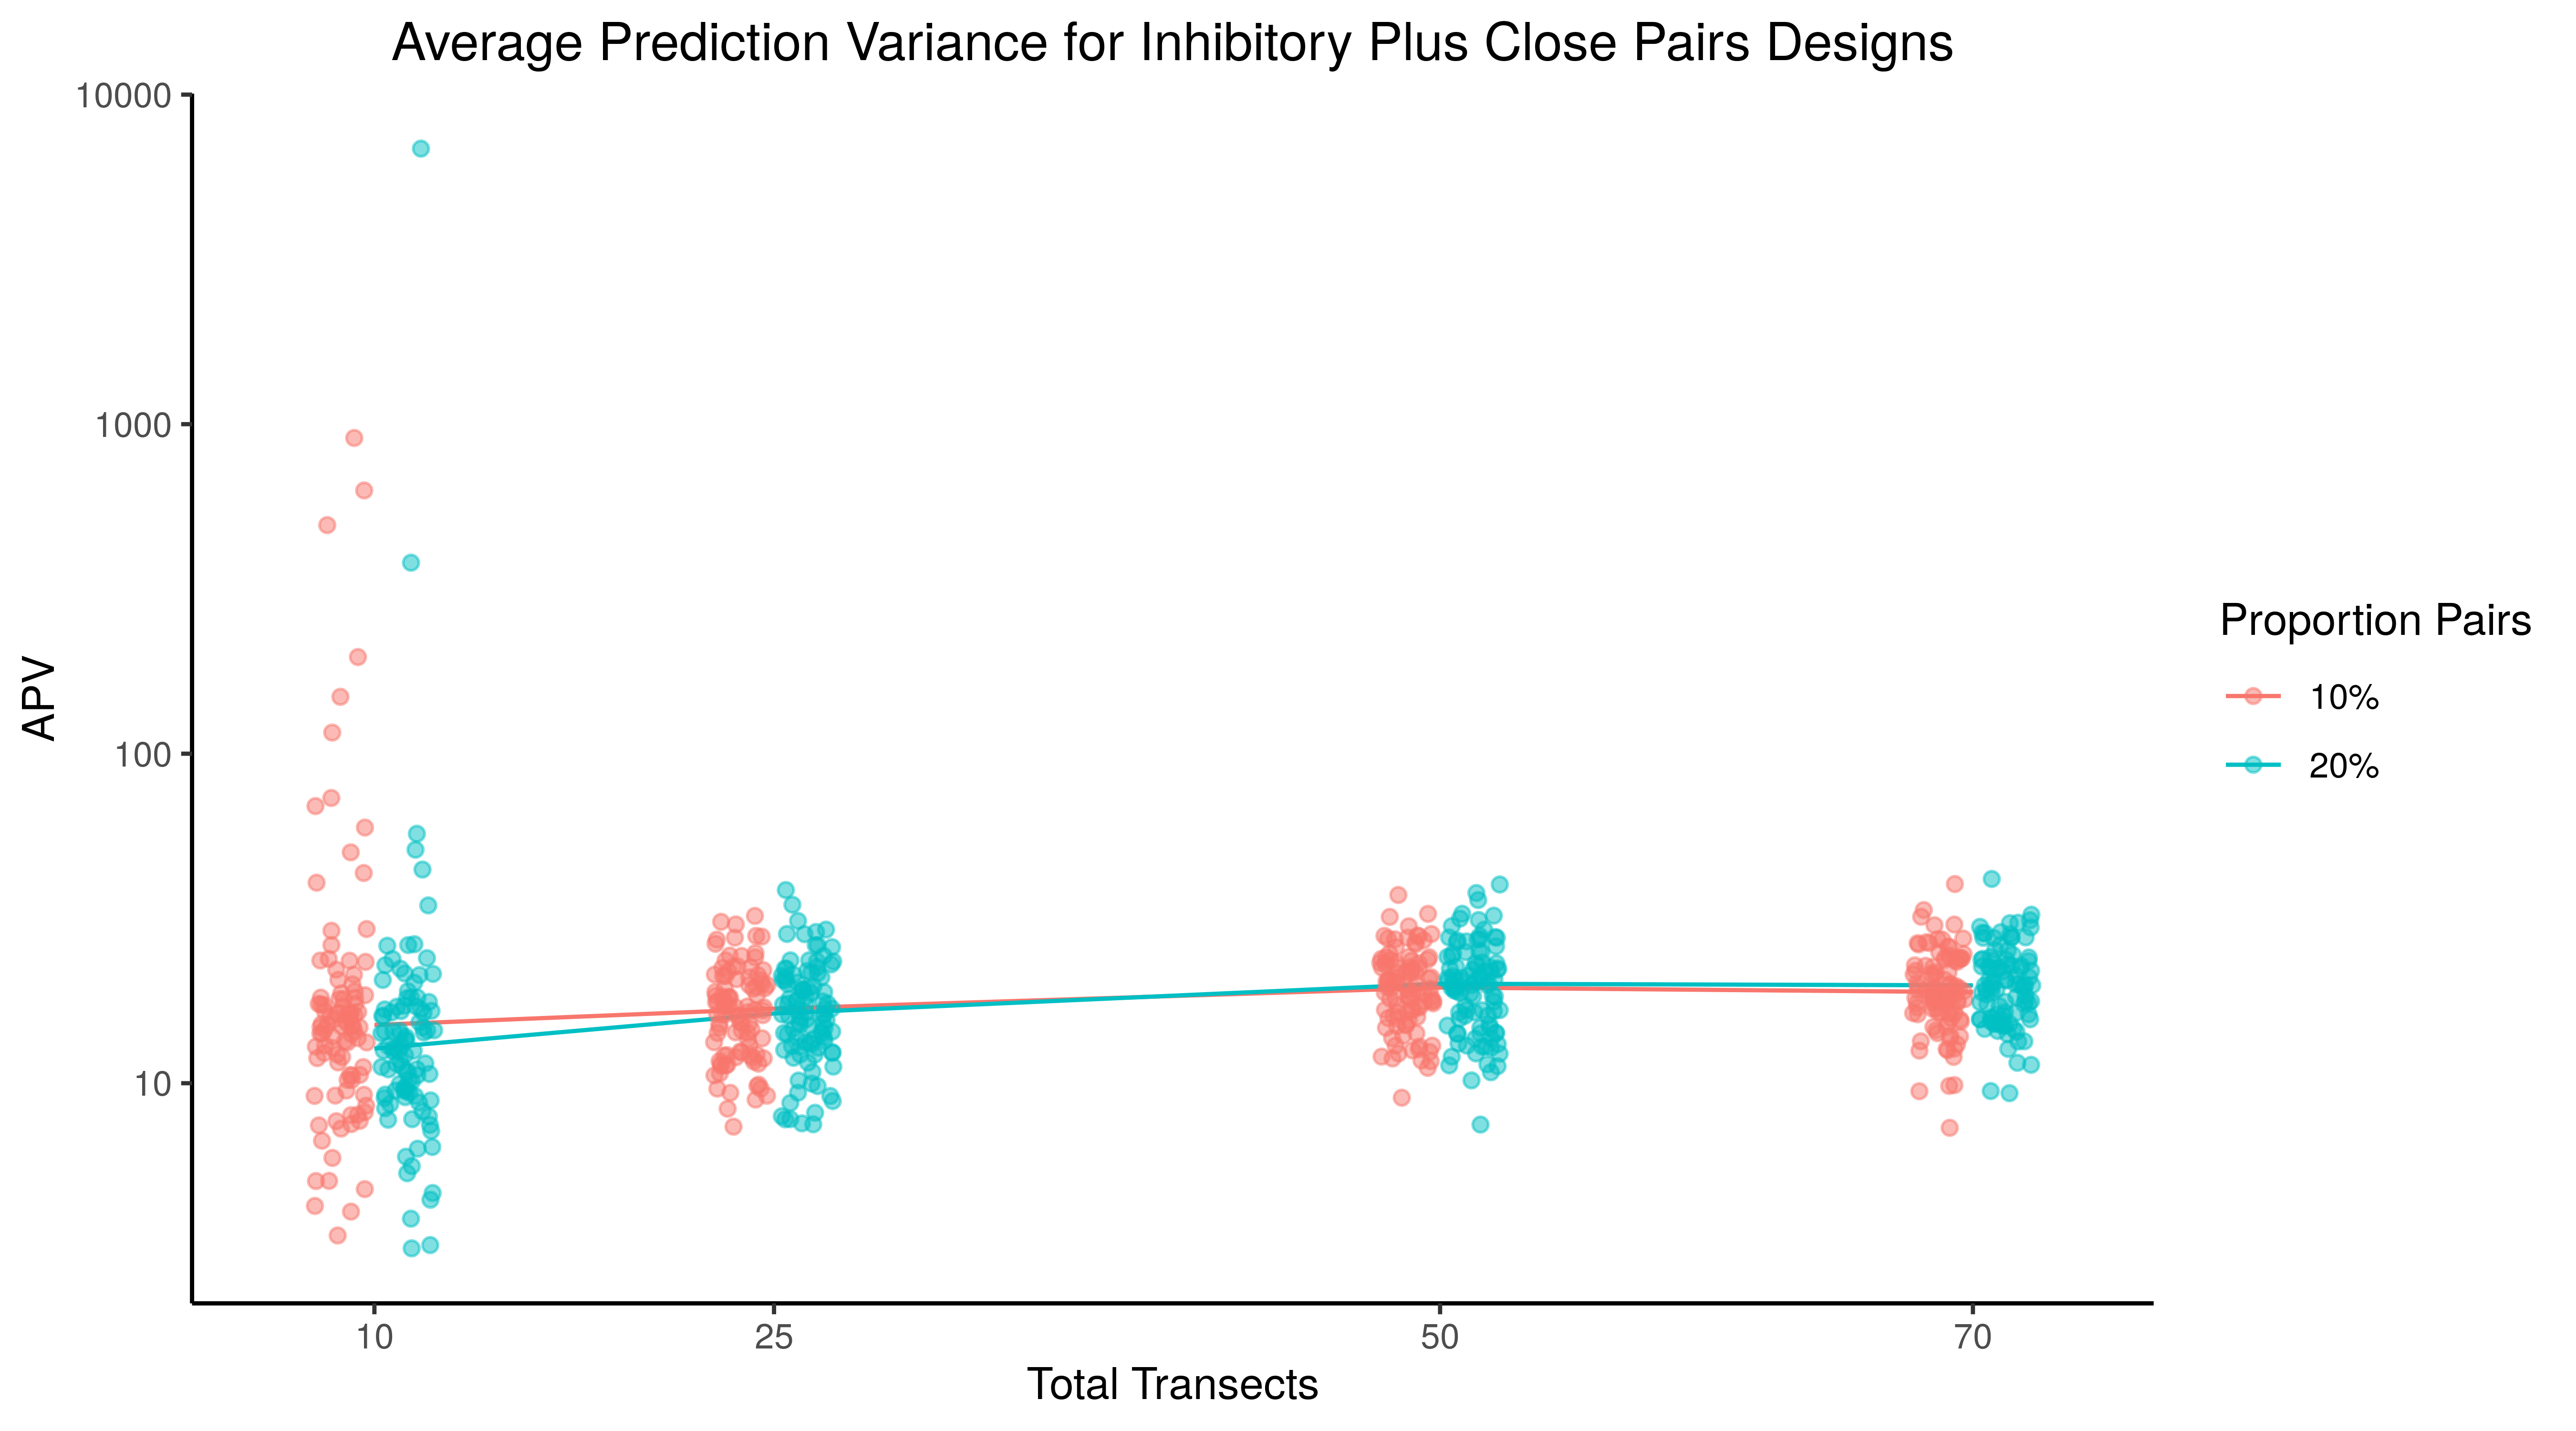 Average Prediction Variance for Inhibitory Plus Close Pairs Designs
10000
1000
100
10
APV
10 25 50 70
Total Transects
Proportion Pairs
10%
20%